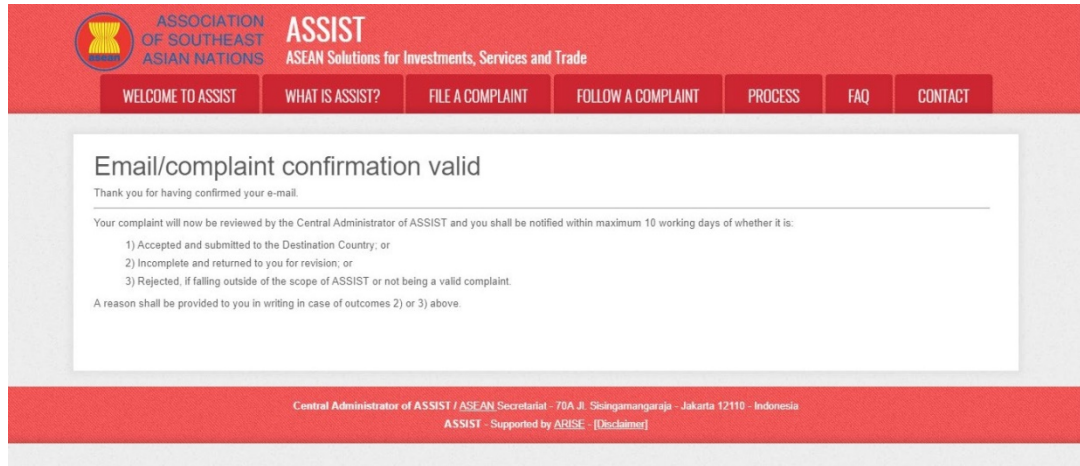 ASSOCIATION
OF SOUTHEAST
ASIAN NATIONS
asean
ASSIST
ASEAN Solutions for Investments, Services and Trade
WELCOME TO ASSIST WHAT IS ASSIST? FILE A COMPLAINT FOLLOW A COMPLAINT PROCESS FAQ CONTACT
Email/complaint confirmation valid
Thank you for having confirmed your e-mail.
Your complaint will now be reviewed by the Central Administrator of ASSIST and you shall be notified within maximum 10 working days of whether it is:
1) Accepted and submitted to the Destination Country; or
2) Incomplete and returned to you for revision; or
3) Rejected, if falling outside of the scope of ASSIST or not being a valid complaint.
A reason shall be provided to you in writing in case of outcomes 2) or 3) above.
Central Administrator of ASSIST / ASEAN Secretariat - 70A Jl. Sisingamangaraja - Jakarta 12110 - Indonesia
ASSIST - Supported by ARISE - [Disclaimer]